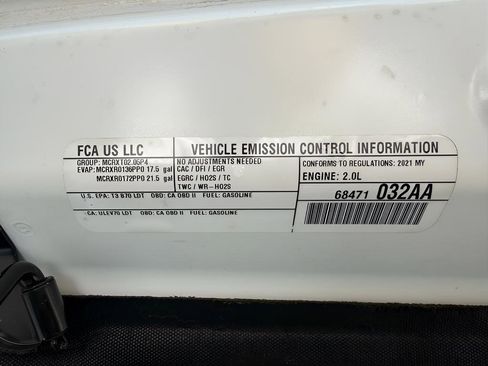 FCA US LLC
VEHICLE EMISSION CONTROL INFORMATION
GROUP: MCRXT02.05P4
EVAP: MCRXR0136PP0 17.5 gal
MCRXR0172PP0 21.5 gal
NO ADJUSTMENTS NEEDED
CAC / DFI / EGR
EGRC / HO2S / TC
TWC / WR-HO2S
CONFORMS TO REGULATIONS: 2021 MY
ENGINE: 2.0L
68471 032AA
U.S. EPA: T3 B70 LDT OBD: CA OBD II FUEL: GASOLINE
CA: ULEV70 LDT OBD: CA OBD II FUEL: GASOLINE